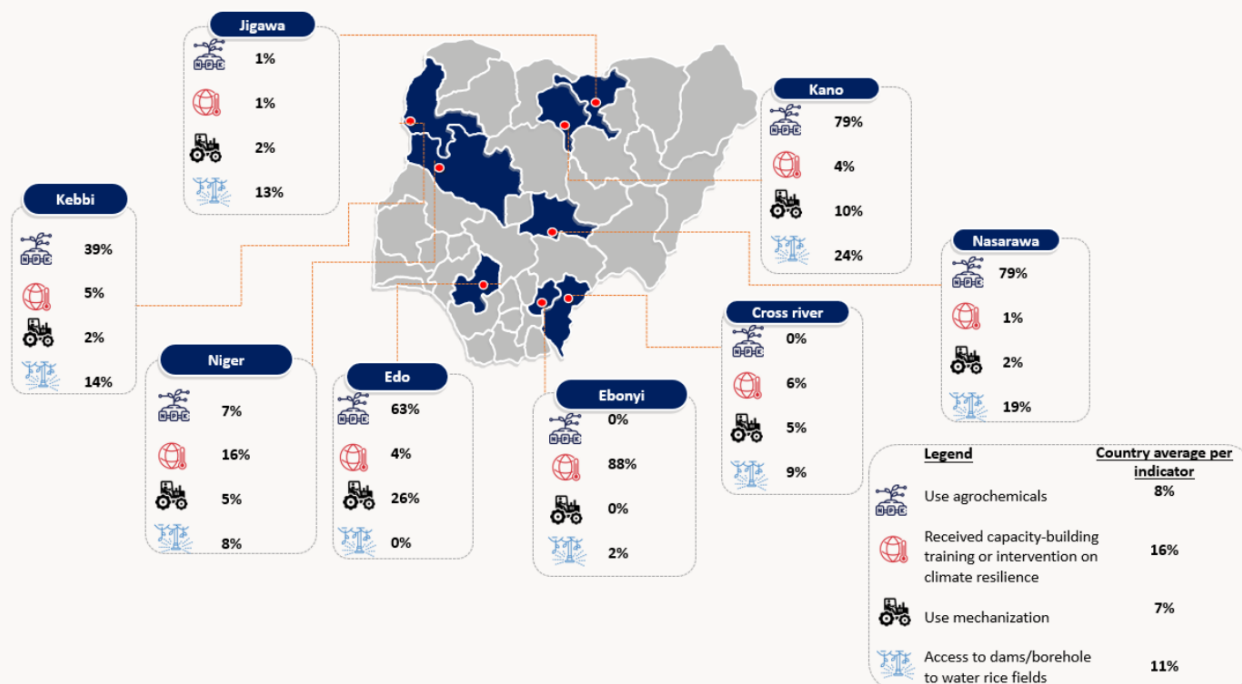 Jigawa
1%
1%
2%
13%
Kano
79%
4%
10%
24%
Kebbi
39%
5%
2%
14%
Nasarawa
79%
1%
2%
19%
Cross river
0%
6%
5%
9%
Niger
7%
16%
5%
8%
Edo
63%
4%
26%
0%
Ebonyi
0%
88%
0%
2%
Legend
Country average per
indicator
Use agrochemicals
8%
Received capacity-building
training or intervention on
climate resilience
16%
Use mechanization
7%
Access to dams/borehole
to water rice fields
11%